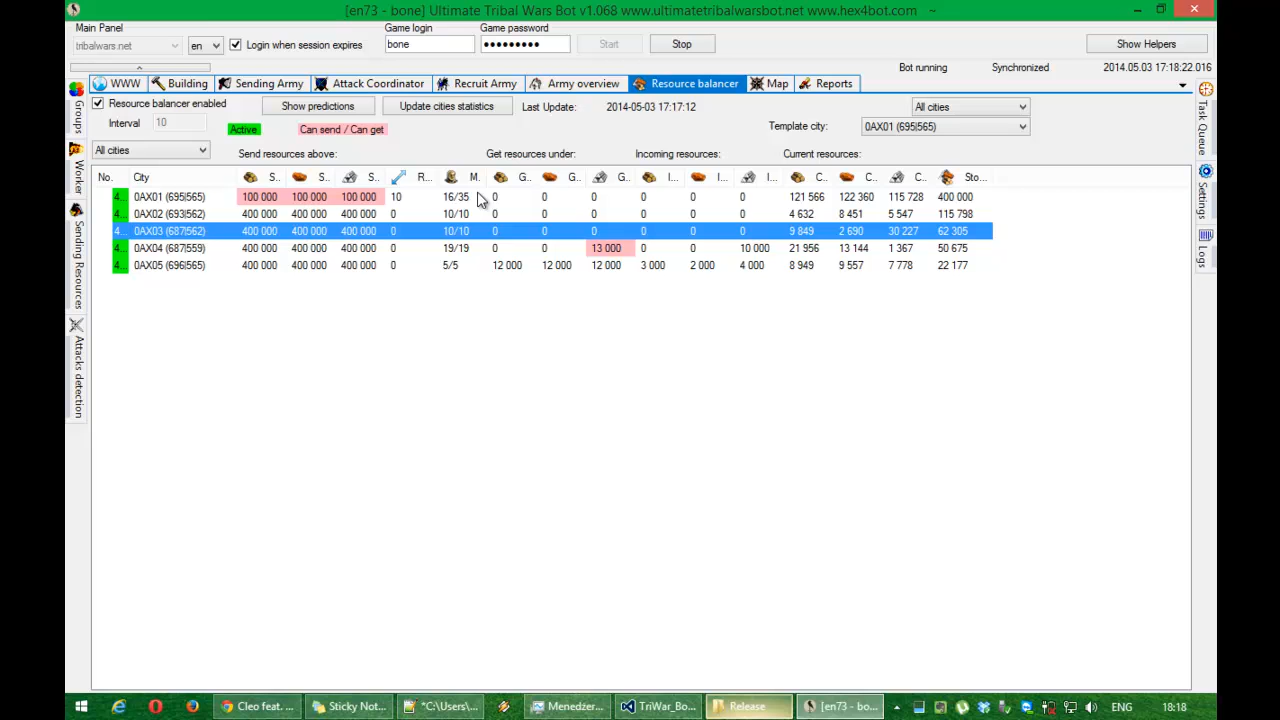 [en73 - bone] Ultimate Tribal Wars Bot v1.068 www.ultimatetribalwarsbot.net www.hex4bot.com ~
Main Panel Game login Game password
tribalwars.net en Login when session expires bone ●●●●●●●●● Start Stop Show Helpers
Bot running Synchronized 2014.05.03 17:18:22.016
WWW Building Sending Army Attack Coordinator Recruit Army Army overview Resource balancer Map Reports
Resource balancer enabled Show predictions Update cities statistics Last Update: 2014-05-03 17:17:12 All cities
Interval 10 Active Can send / Can get Template city: 0AX01 (695|565)
All cities Send resources above: Get resources under: Incoming resources: Current resources:
No. City S.. S.. S.. R... M. G.. G.. G.. I... I... I... C.. C.. C.. Sto...
4... 0AX01 (695|565) 100 000 100 000 100 000 10 16/35 0 0 0 0 0 0 121 566 122 360 115 728 400 000
4... 0AX02 (693|562) 400 000 400 000 400 000 0 10/10 0 0 0 0 0 0 4 632 8 451 5 547 115 798
4... 0AX03 (687|562) 400 000 400 000 400 000 0 10/10 0 0 0 0 0 0 9 849 2 690 30 227 62 305
4... 0AX04 (687|559) 400 000 400 000 400 000 0 19/19 0 0 13 000 0 0 10 000 21 956 13 144 1 367 50 675
4... 0AX05 (696|565) 400 000 400 000 400 000 0 5/5 12 000 12 000 12 000 3 000 2 000 4 000 8 949 9 557 7 778 22 177
Groups
Worker
Sending Resources
Attacks detection
Task Queue
Settings
Logs
Cleo feat. ... Sticky Not... *C:\Users\... Menedżer... TriWar_Bo... Release [en73 - bo... ENG 18:18